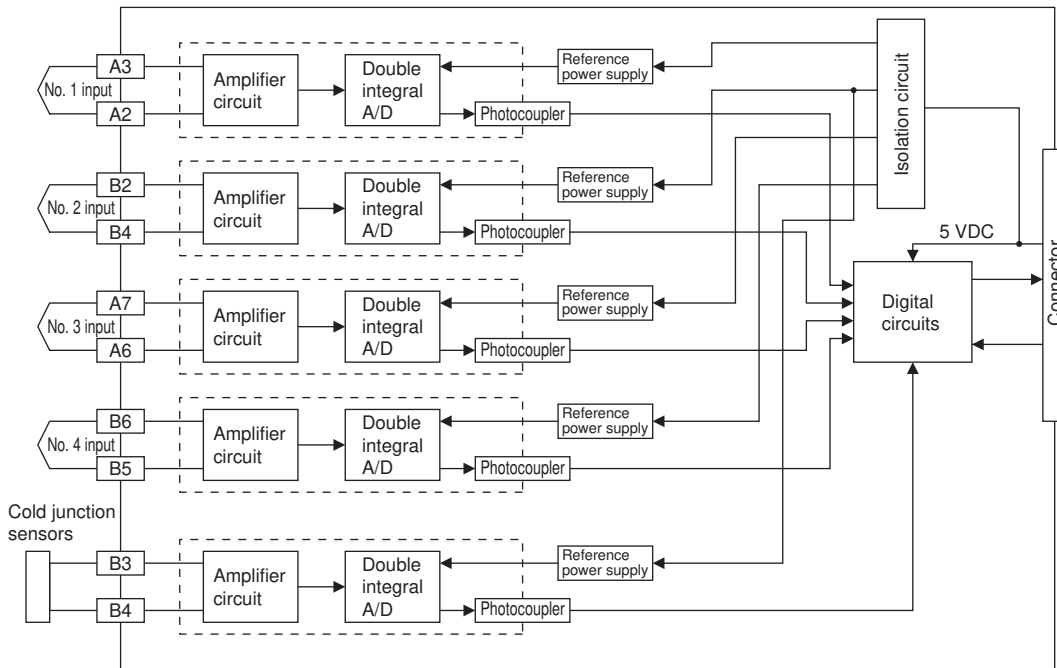 A3
No. 1 input
A2
Amplifier
circuit
Double
integral
A/D
Reference
power supply
Photocoupler
Isolation circuit
B2
No. 2 input
B4
Amplifier
circuit
Double
integral
A/D
Reference
power supply
Photocoupler
5 VDC
Connector
Digital
circuits
A7
No. 3 input
A6
Amplifier
circuit
Double
integral
A/D
Reference
power supply
Photocoupler
B6
No. 4 input
B5
Amplifier
circuit
Double
integral
A/D
Reference
power supply
Photocoupler
Cold junction
sensors
B3
B4
Amplifier
circuit
Double
integral
A/D
Reference
power supply
Photocoupler